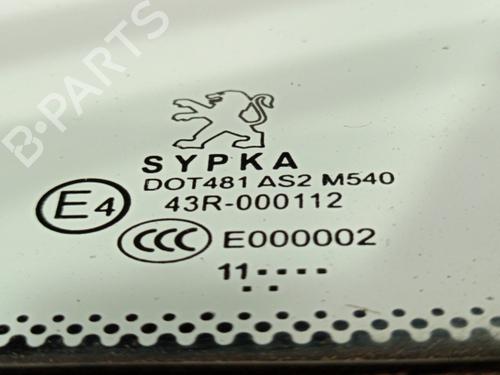 B-PARTS
SYPKA
DOT481 AS2 M540
E4 43R-000112
CCC E000002
11